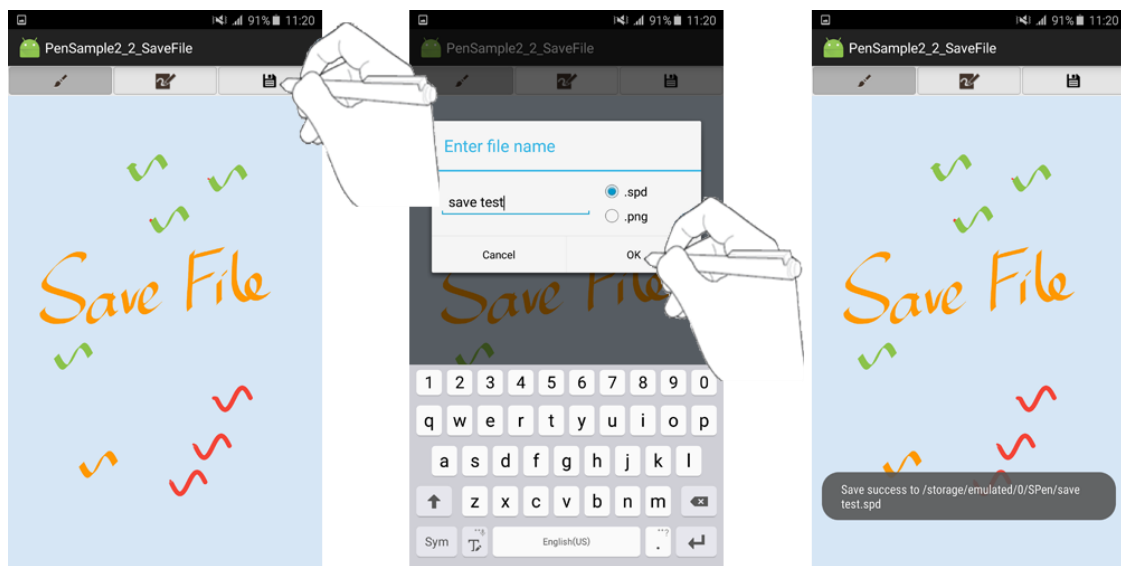 91% 11:20
PenSample2_2_SaveFile
Save File
91% 11:20
PenSample2_2_SaveFile
Enter file name
save test
.spd
.png
Cancel
OK
Save File
1 2 3 4 5 6 7 8 9 0
q w e r t y u i o p
a s d f g h j k l
z x c v b n m
Sym
English(US)
.
91% 11:20
PenSample2_2_SaveFile
Save File
Save success to /storage/emulated/0/SPen/save
test.spd